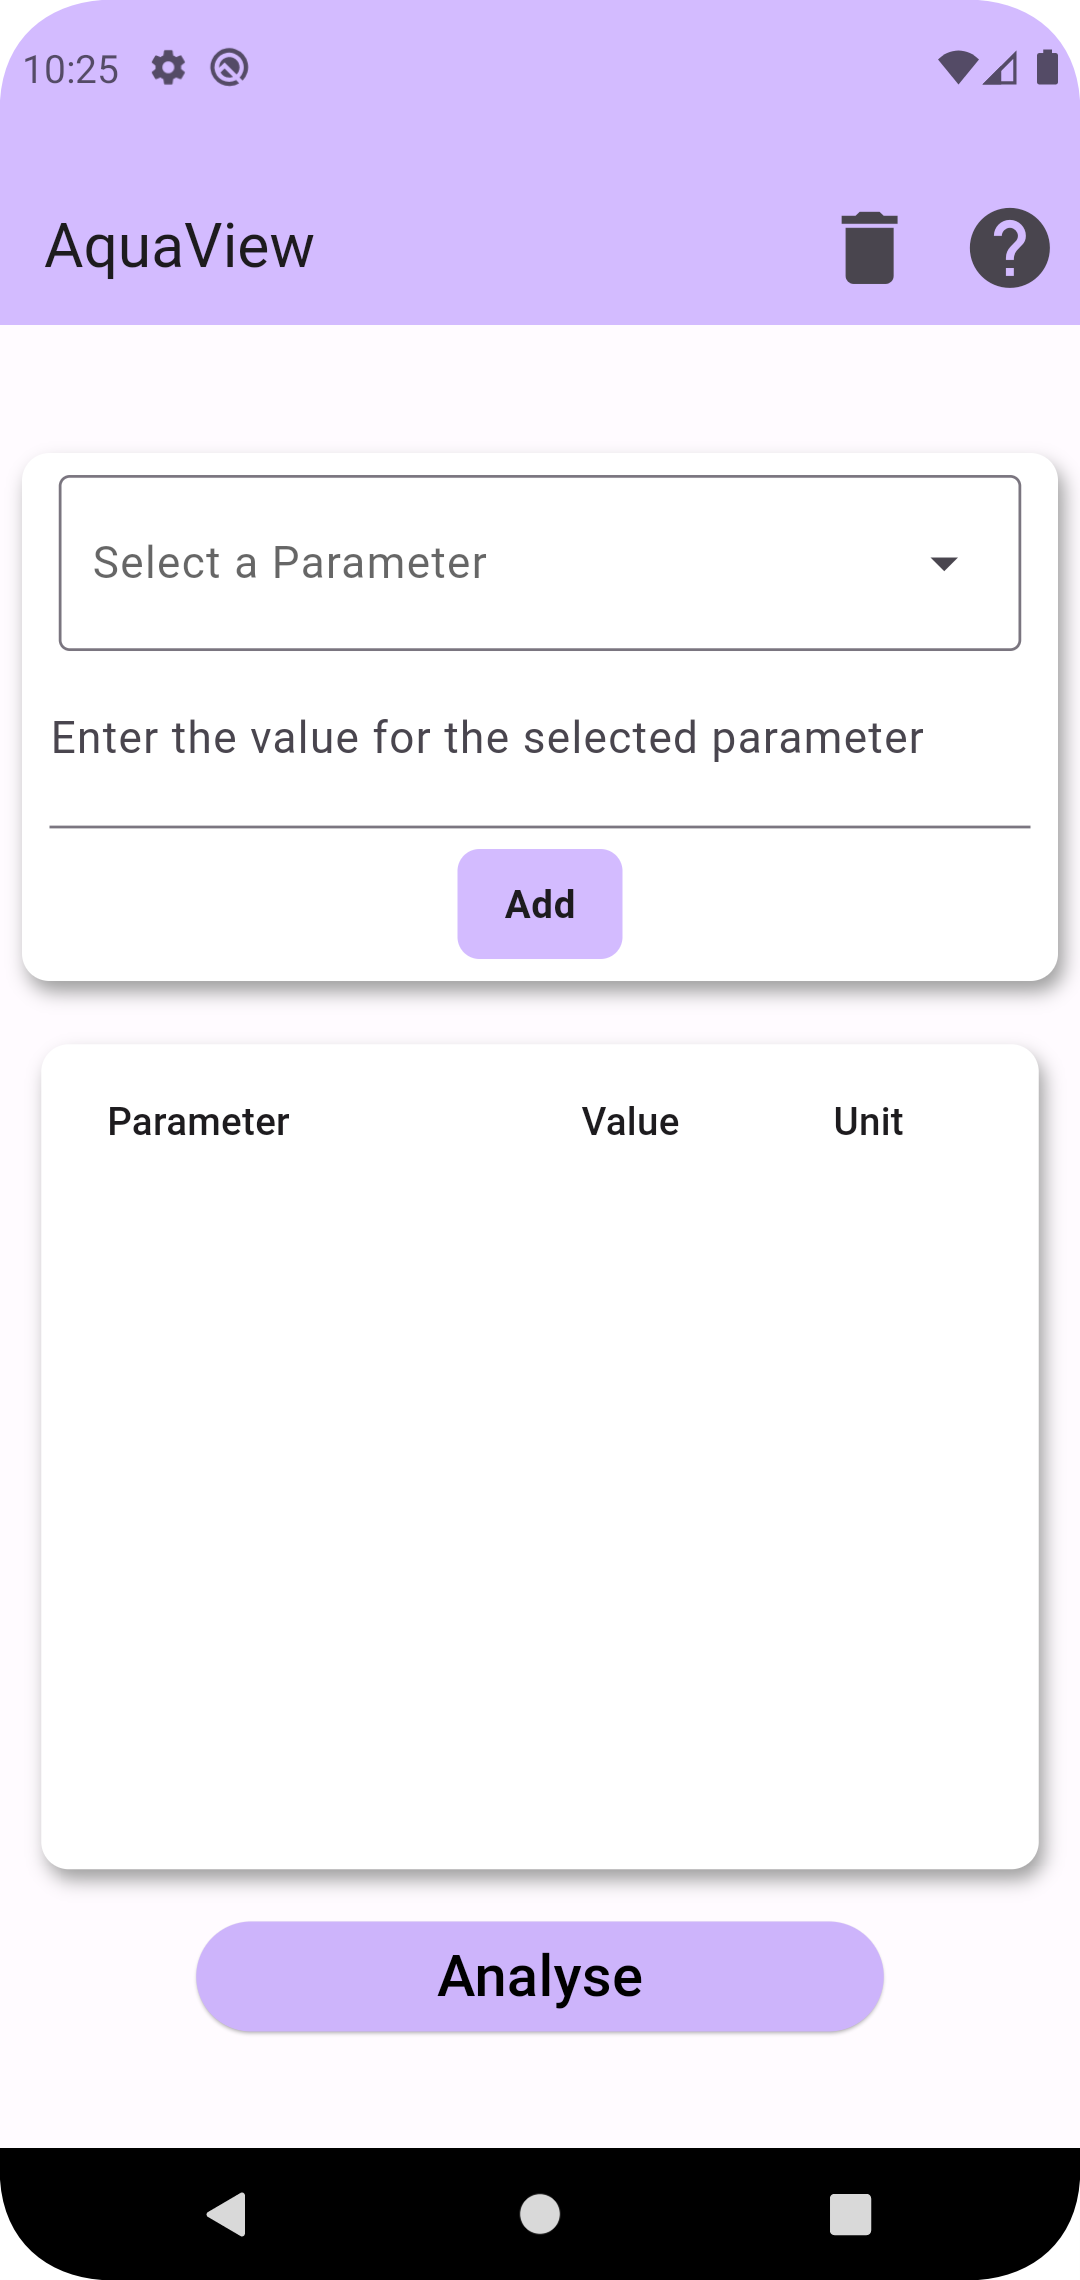 10:25
AquaView
Select a Parameter
Enter the value for the selected parameter
Add
Parameter Value Unit
Analyse